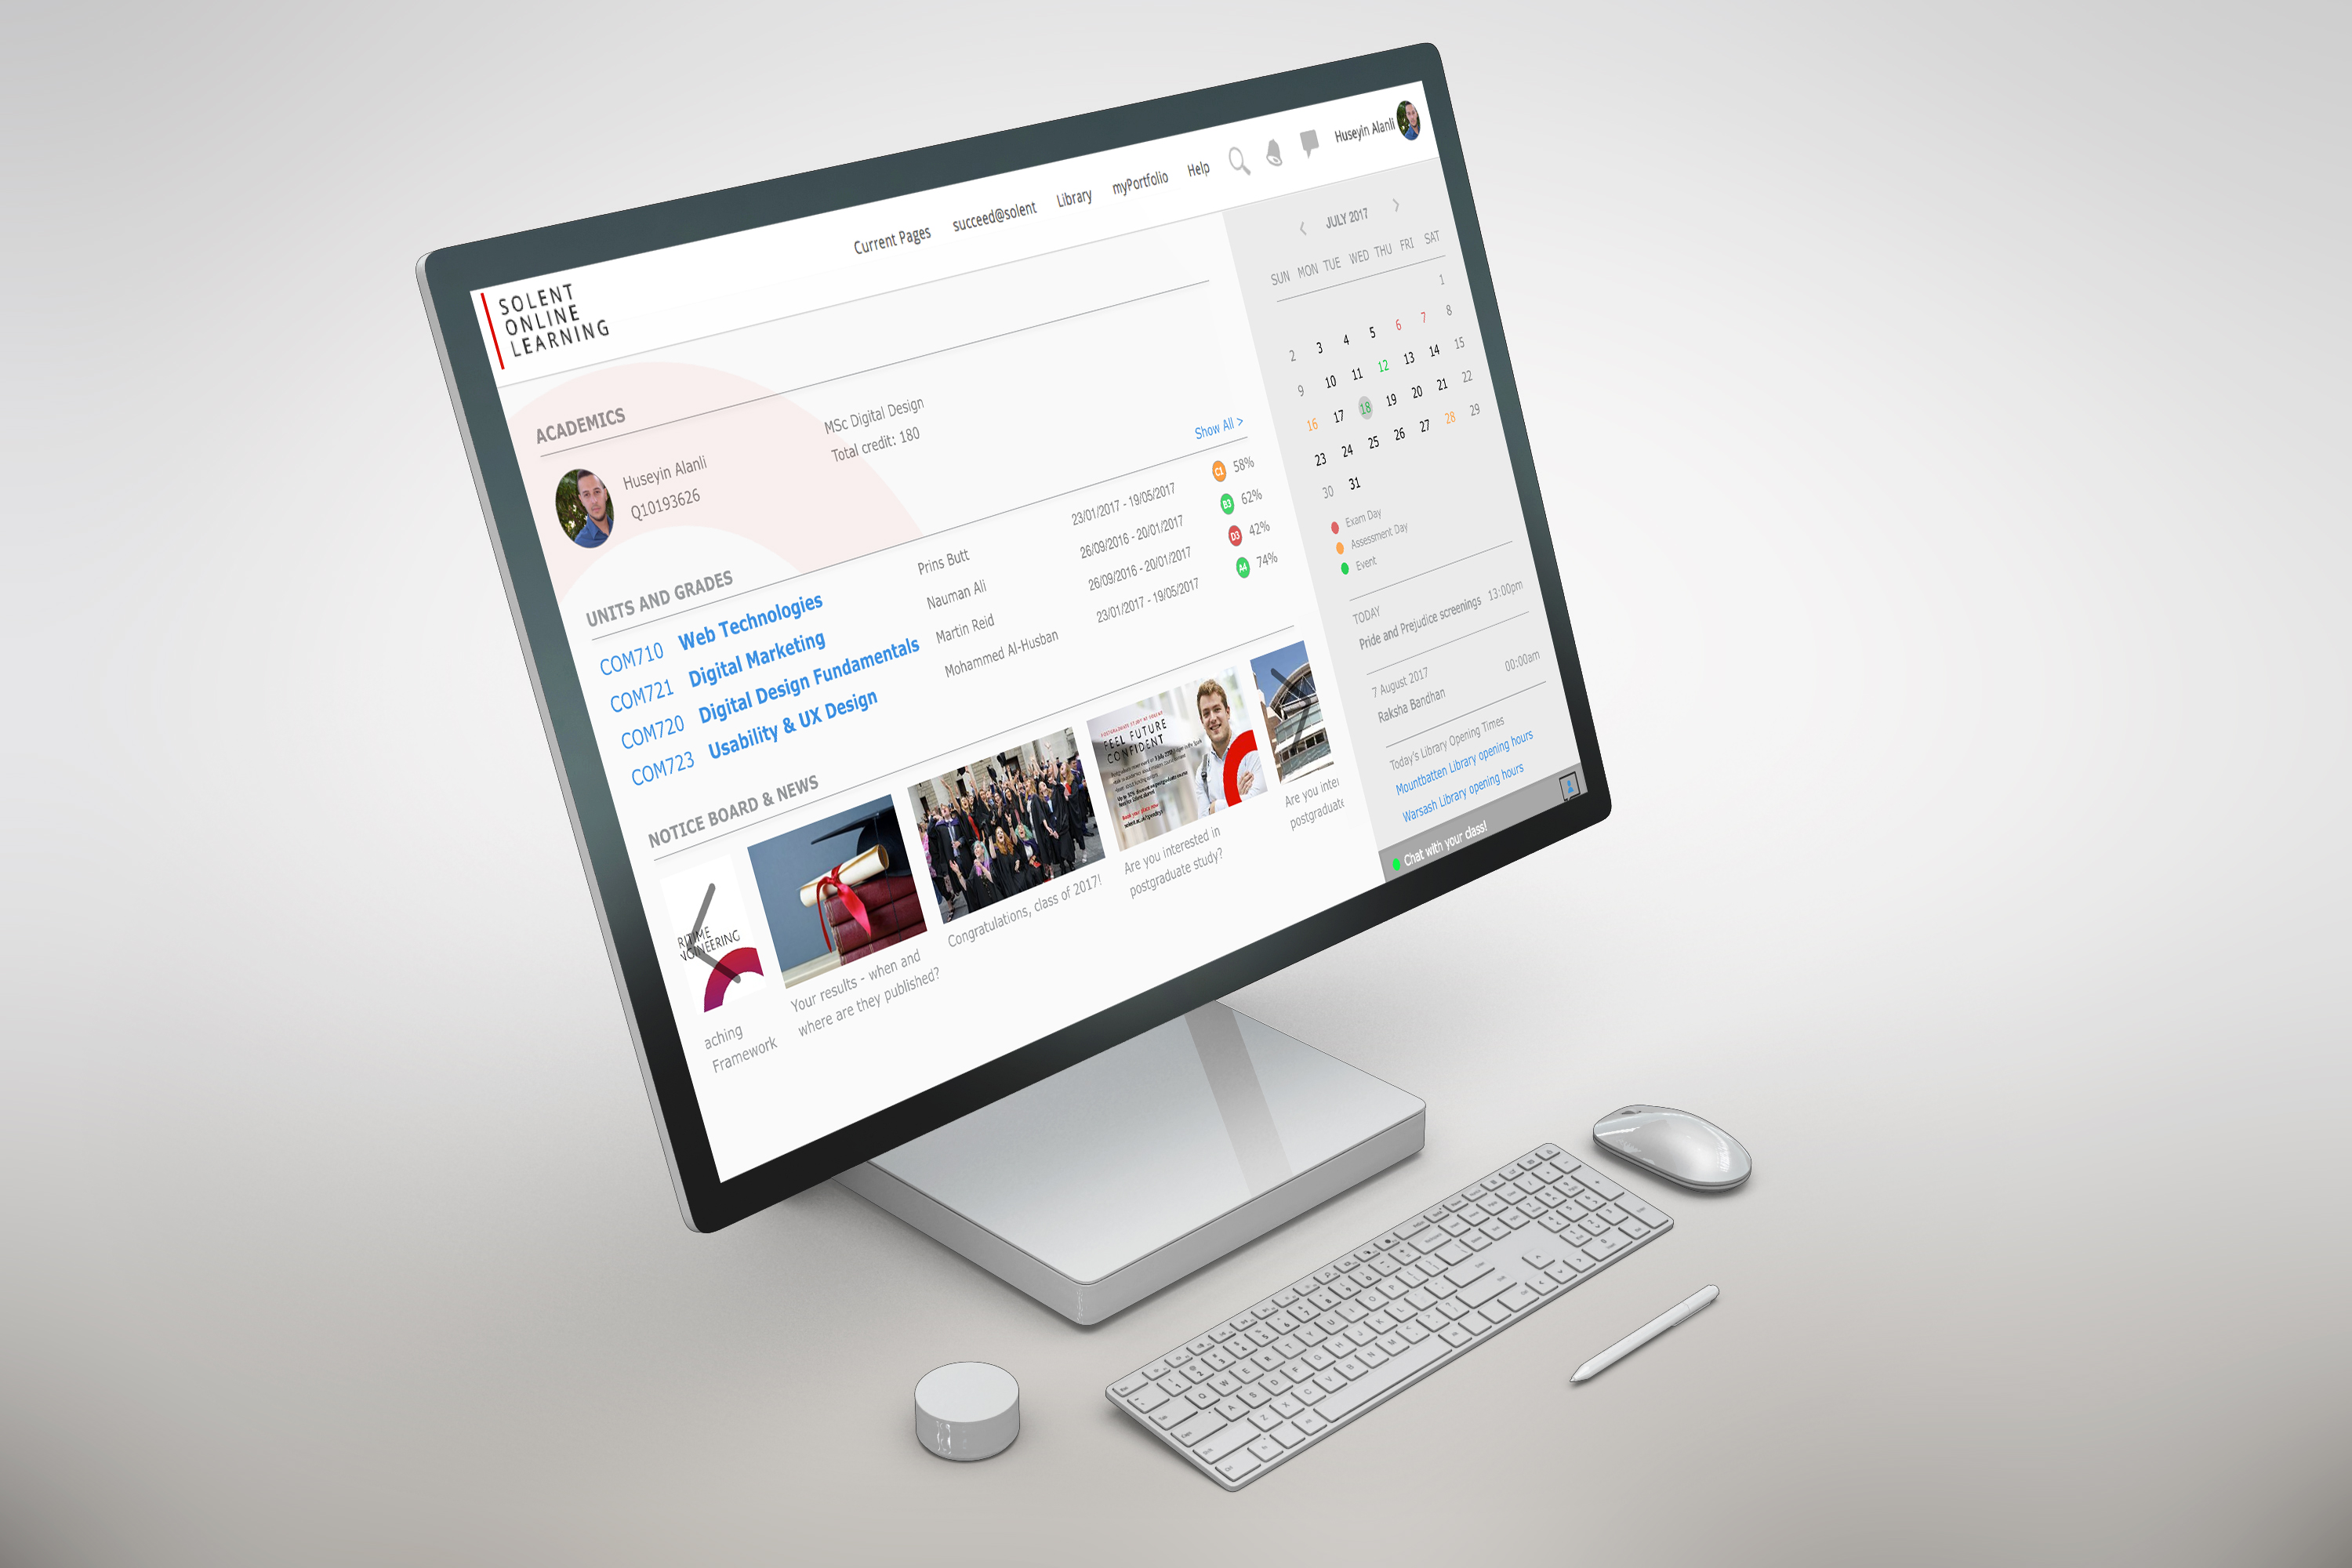 SOLENT
ONLINE
LEARNING
Current Pages succeed@solent Library myPortfolio Help Huseyin Alanli
ACADEMICS
Huseyin Alanli
Q10193626
MSc Digital Design
Total credit: 180
UNITS AND GRADES Show All >
COM710 Web Technologies Prins Butt 23/01/2017 - 19/05/2017 C1 58%
COM721 Digital Marketing Nauman Ali 26/09/2016 - 20/01/2017 B3 62%
COM720 Digital Design Fundamentals Martin Reid 26/09/2016 - 20/01/2017 D3 42%
COM723 Usability & UX Design Mohammed Al-Husban 23/01/2017 - 19/05/2017 A4 74%
NOTICE BOARD & NEWS
RITIME
NGINEERING
aching
Framework
Your results - when and
where are they published?
Congratulations, class of 2017!
FEEL FUTURE
CONFIDENT
Are you interested in
postgraduate study?
Are you inte
postgraduate
< JULY 2017 >
SUN MON TUE WED THU FRI SAT
1
2 3 4 5 6 7 8
9 10 11 12 13 14 15
16 17 18 19 20 21 22
23 24 25 26 27 28 29
30 31
Exam Day
Assessment Day
Event
TODAY
Pride and Prejudice screenings 13:00pm
7 August 2017
Raksha Bandhan 00:00am
Today's Library Opening Times
Mountbatten Library opening hours
Warsash Library opening hours
Chat with your class!